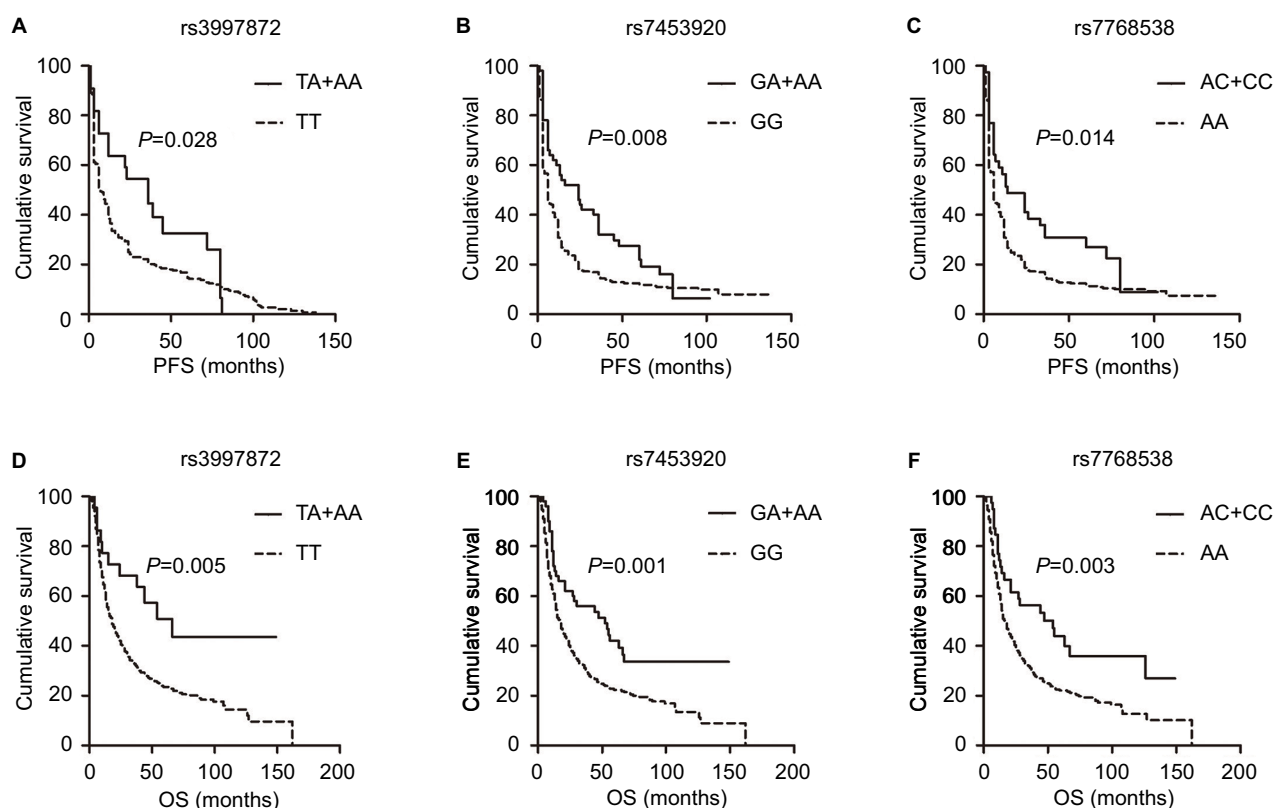 A
rs3997872
Cumulative survival
100
80
60
40
20
0
TA+AA
TT
P=0.028
0
50
100
150
PFS (months)
B
rs7453920
Cumulative survival
100
80
60
40
20
0
GA+AA
GG
P=0.008
0
50
100
150
PFS (months)
C
rs7768538
Cumulative survival
100
80
60
40
20
0
AC+CC
AA
P=0.014
0
50
100
150
PFS (months)
D
rs3997872
Cumulative survival
100
80
60
40
20
0
TA+AA
TT
P=0.005
0
50
100
150
200
OS (months)
E
rs7453920
Cumulative survival
100
80
60
40
20
0
GA+AA
GG
P=0.001
0
50
100
150
200
OS (months)
F
rs7768538
Cumulative survival
100
80
60
40
20
0
AC+CC
AA
P=0.003
0
50
100
150
200
OS (months)